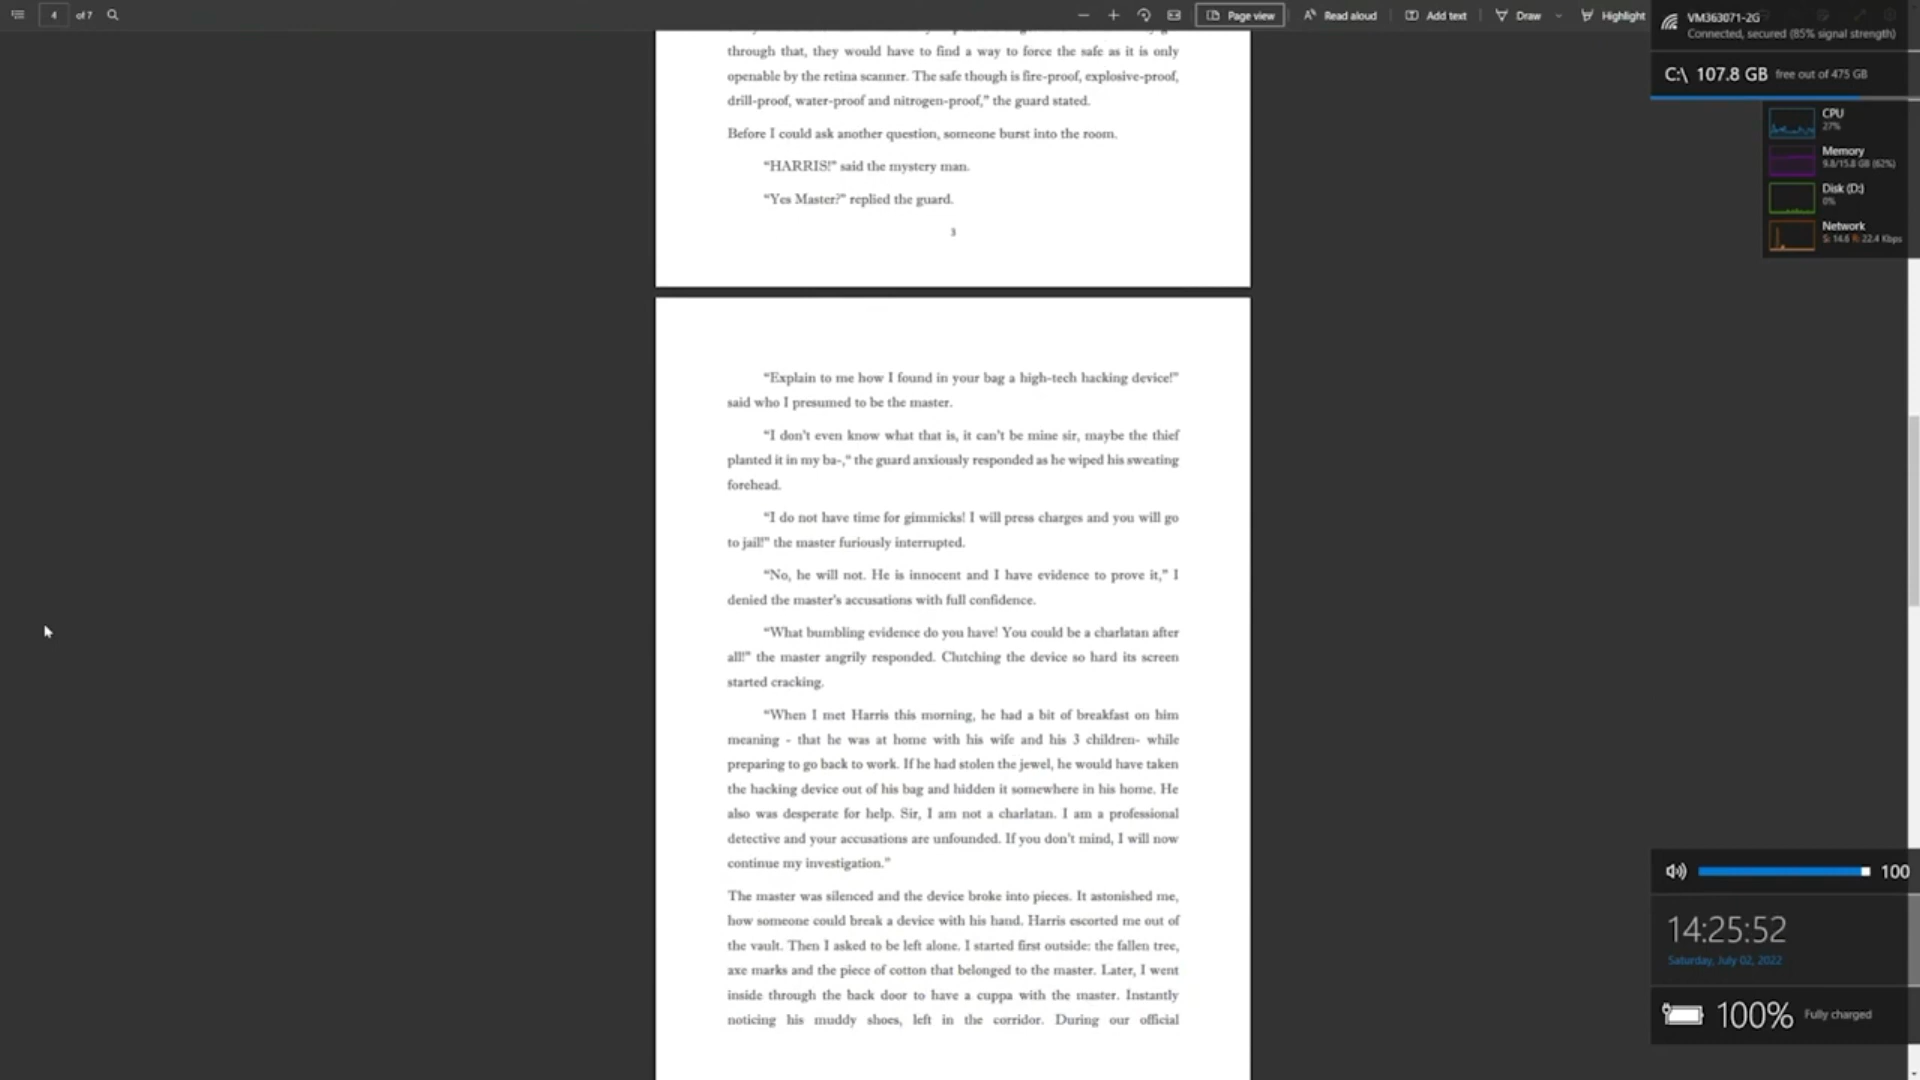 4 of 7 Page view Read aloud Add text Draw Highlight
VM363071-2G
Connected, secured (85% signal strength)
C:\ 107.8 GB free out of 475 GB
CPU
27%
Memory
9.8/15.8 GB (62%)
Disk (D:)
0%
Network
S: 14.6 R: 22.4 Kbps
through that, they would have to find a way to force the safe as it is only
openable by the retina scanner. The safe though is fire-proof, explosive-proof,
drill-proof, water-proof and nitrogen-proof,” the guard stated.
Before I could ask another question, someone burst into the room.
“HARRIS!” said the mystery man.
“Yes Master?” replied the guard.
3
“Explain to me how I found in your bag a high-tech hacking device!”
said who I presumed to be the master.
“I don’t even know what that is, it can’t be mine sir, maybe the thief
planted it in my ba-,“ the guard anxiously responded as he wiped his sweating
forehead.
“I do not have time for gimmicks! I will press charges and you will go
to jail!” the master furiously interrupted.
“No, he will not. He is innocent and I have evidence to prove it,” I
denied the master’s accusations with full confidence.
“What bumbling evidence do you have! You could be a charlatan after
all!” the master angrily responded. Clutching the device so hard its screen
started cracking.
“When I met Harris this morning, he had a bit of breakfast on him
meaning - that he was at home with his wife and his 3 children- while
preparing to go back to work. If he had stolen the jewel, he would have taken
the hacking device out of his bag and hidden it somewhere in his home. He
also was desperate for help. Sir, I am not a charlatan. I am a professional
detective and your accusations are unfounded. If you don’t mind, I will now
continue my investigation.”
The master was silenced and the device broke into pieces. It astonished me,
how someone could break a device with his hand. Harris escorted me out of
the vault. Then I asked to be left alone. I started first outside: the fallen tree,
axe marks and the piece of cotton that belonged to the master. Later, I went
inside through the back door to have a cuppa with the master. Instantly
noticing his muddy shoes, left in the corridor. During our official
100
14:25:52
Saturday, July 02, 2022
100% Fully charged